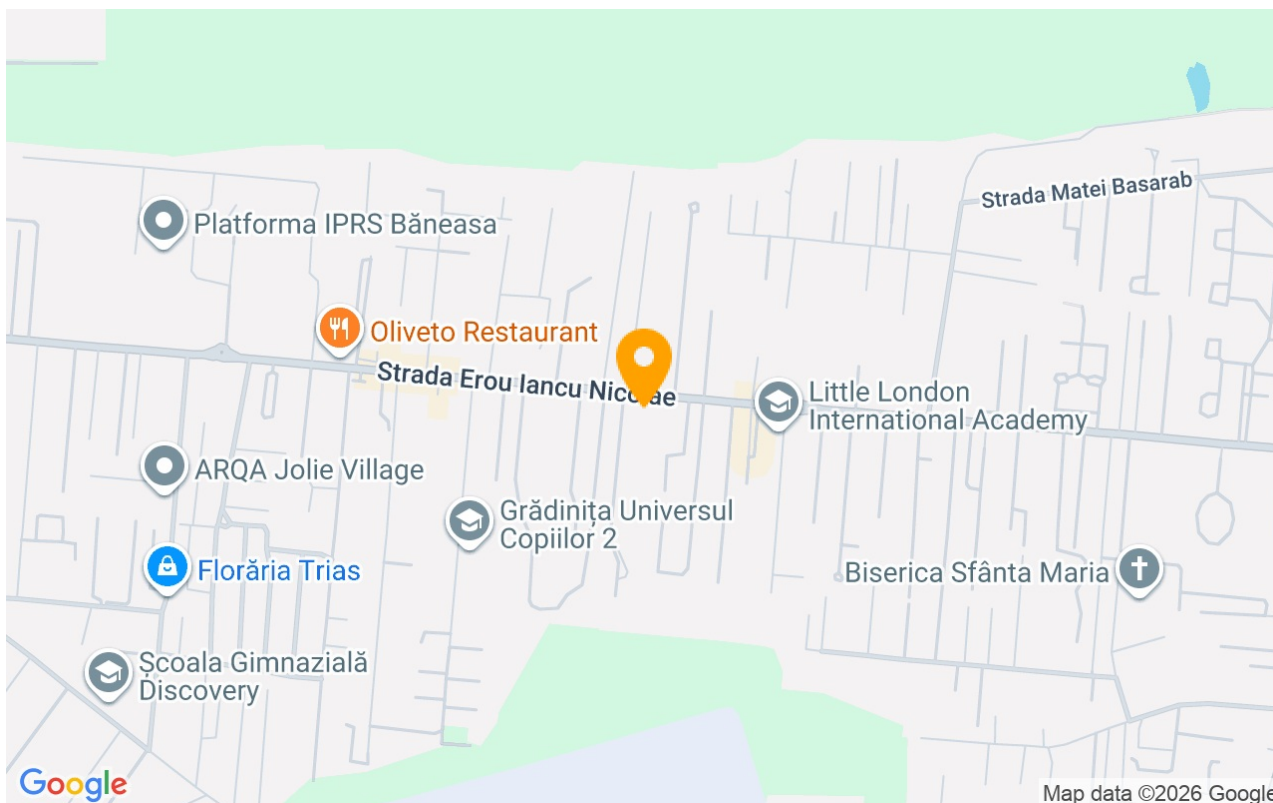 Strada Matei Basarab
Platforma IPRS Băneasa
Oliveto Restaurant
Strada Erou Iancu Nicolae
Little London
International Academy
ARQA Jolie Village
Grădinița Universul
Copiilor 2
Florăria Trias
Biserica Sfânta Maria
Școala Gimnazială
Discovery
Google
Map data ©2026 Google